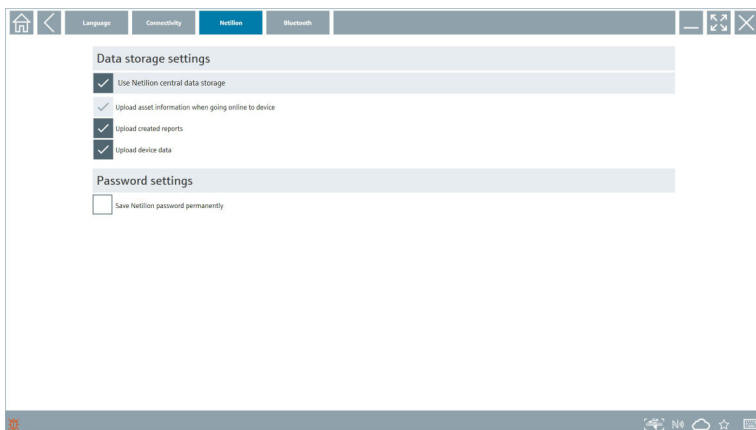 Language Connectivity Netilion Bluetooth
Data storage settings
Use Netilion central data storage
Upload asset information when going online to device
Upload created reports
Upload device data
Password settings
Save Netilion password permanently